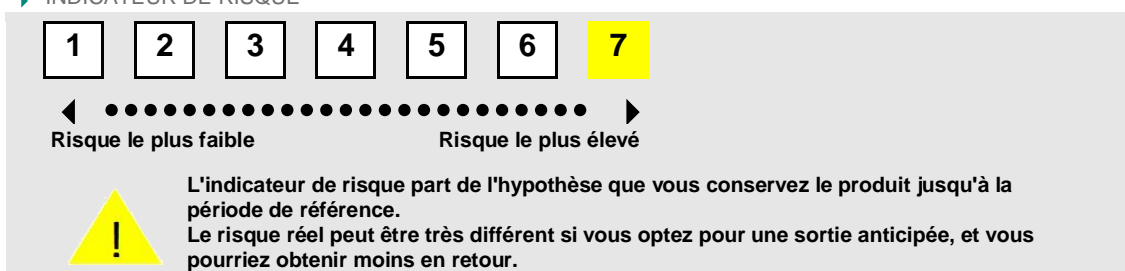 INDICATEUR DE RISQUE
1 2 3 4 5 6 7
Risque le plus faible Risque le plus élevé
L'indicateur de risque part de l'hypothèse que vous conservez le produit jusqu'à la
période de référence.
Le risque réel peut être très différent si vous optez pour une sortie anticipée, et vous
pourriez obtenir moins en retour.
!